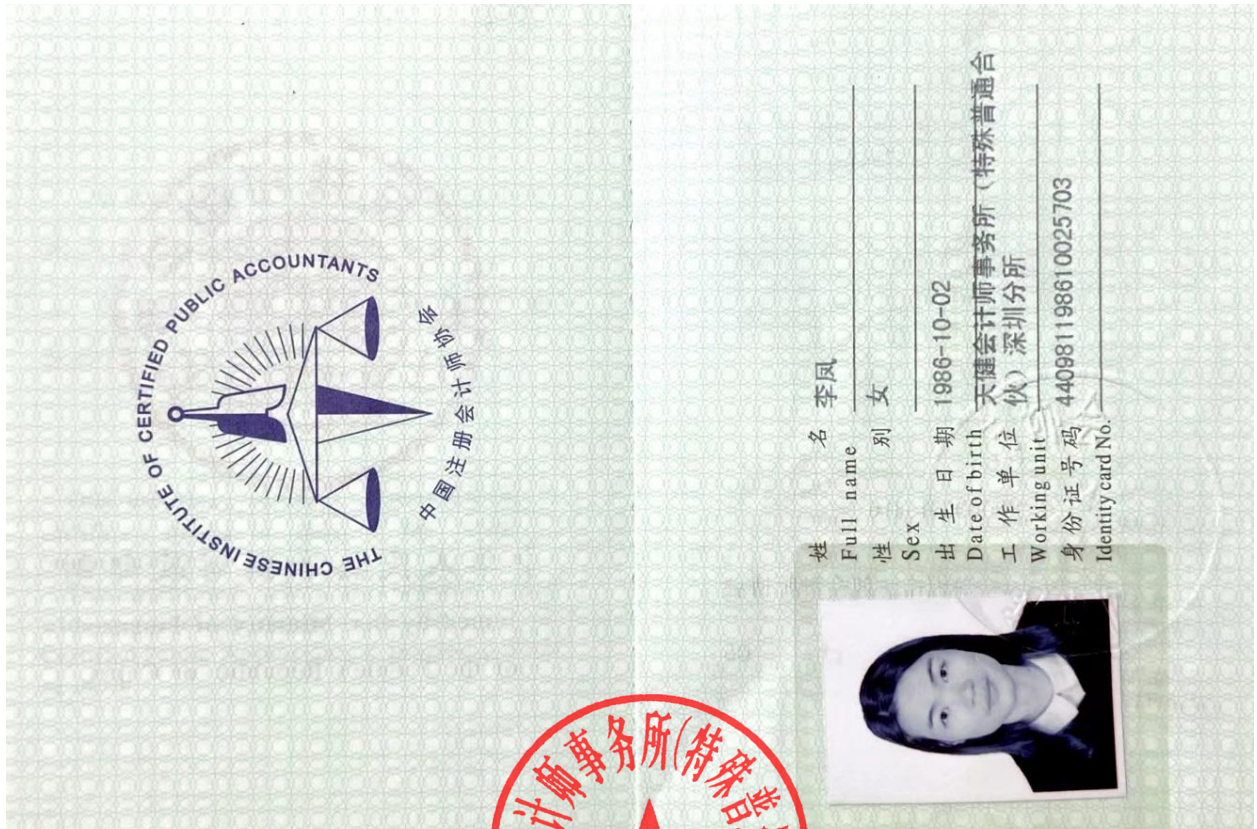 THE CHINESE INSTITUTE OF CERTIFIED PUBLIC ACCOUNTANTS
中国注册会计师协会
姓名 李凤
Full name
性别 女
Sex
出生日期 1986-10-02
Date of birth
工作单位 天健会计师事务所(特殊普通合
Working unit 伙)深圳分所
身份证号码 440981198610025703
Identity card No.
计师事务所(特殊普